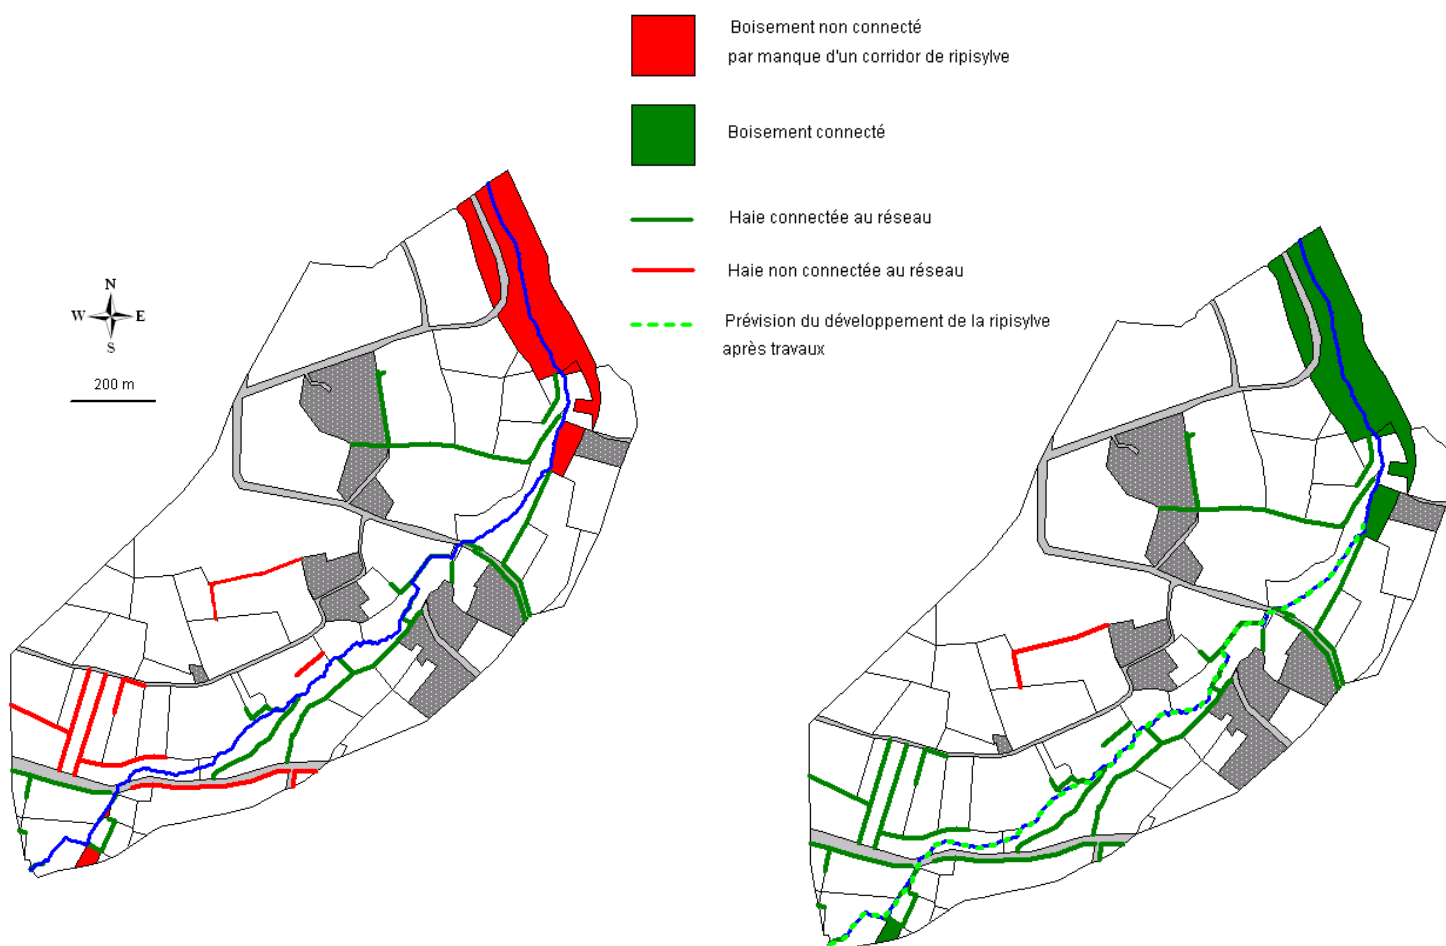 Boisement non connecté
par manque d'un corridor de ripisylve
Boisement connecté
Haie connectée au réseau
Haie non connectée au réseau
Prévision du développement de la ripisylve
après travaux
N
W E
S
200 m